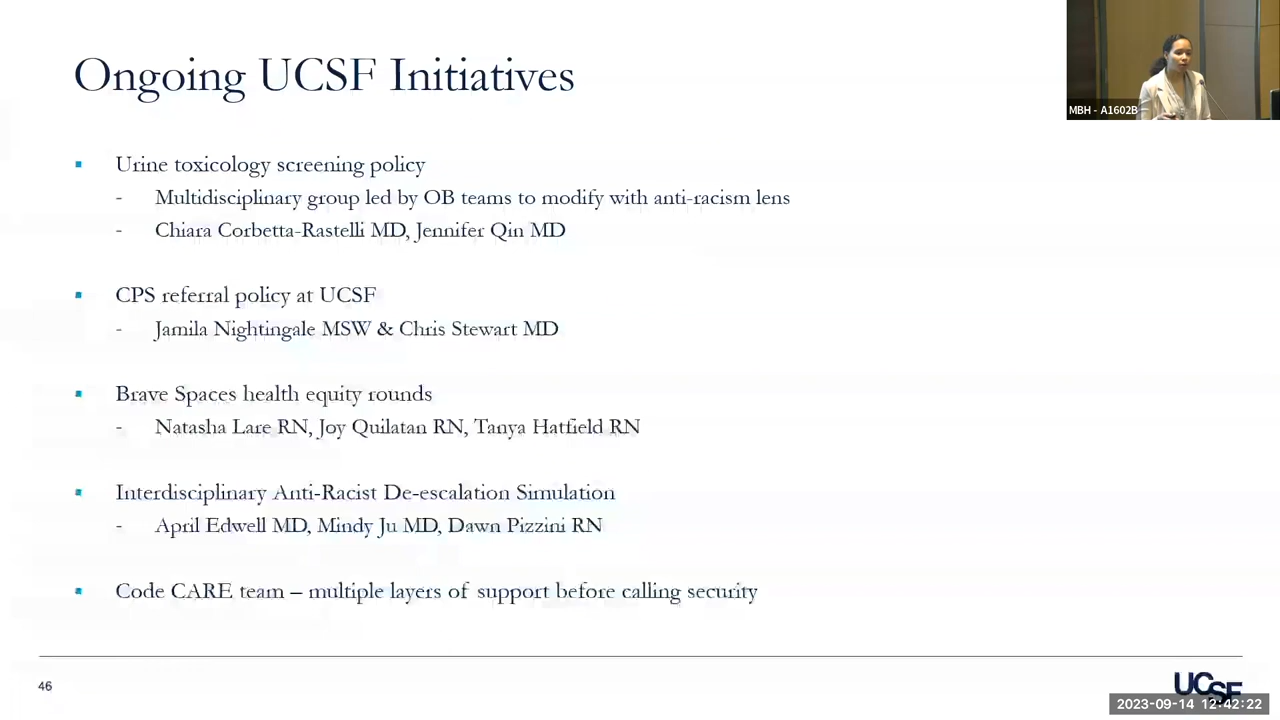 Ongoing UCSF Initiatives
MBH - A1602B
▪ Urine toxicology screening policy
- Multidisciplinary group led by OB teams to modify with anti-racism lens
- Chiara Corbetta-Rastelli MD, Jennifer Qin MD
▪ CPS referral policy at UCSF
- Jamila Nightingale MSW & Chris Stewart MD
▪ Brave Spaces health equity rounds
- Natasha Lare RN, Joy Quilatan RN, Tanya Hatfield RN
▪ Interdisciplinary Anti-Racist De-escalation Simulation
- April Edwell MD, Mindy Ju MD, Dawn Pizzini RN
▪ Code CARE team – multiple layers of support before calling security
46
UCSF
2023-09-14 12:42:22